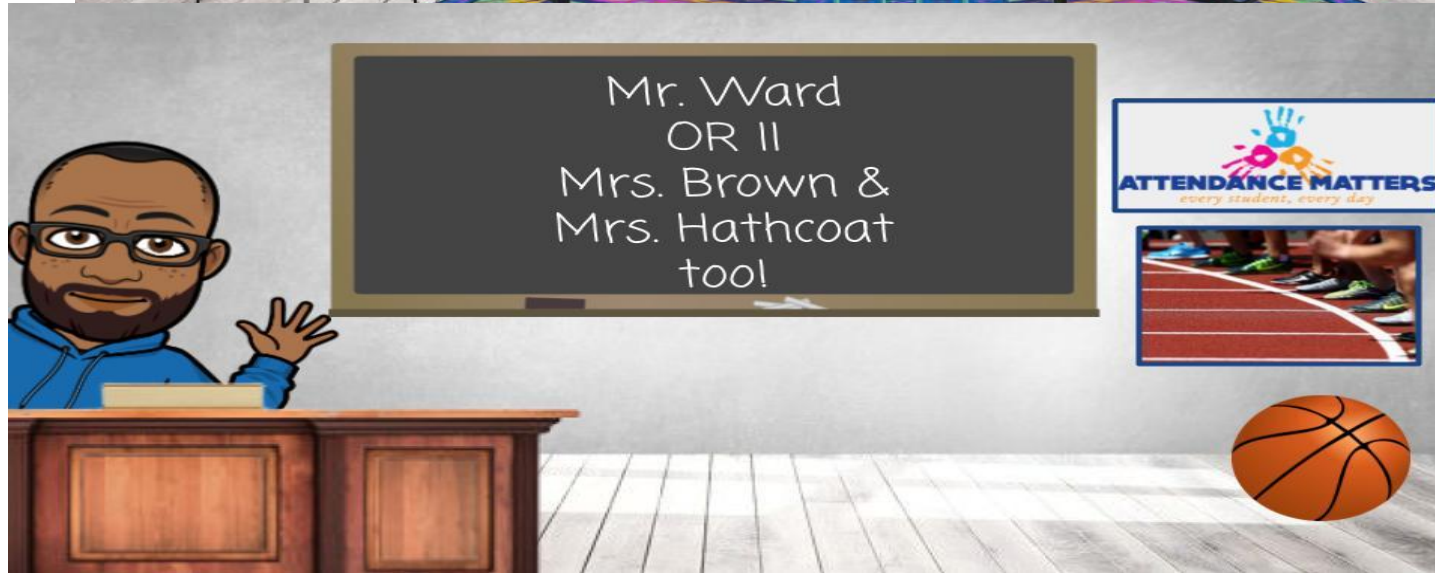 Mr. Ward
OR II
Mrs. Brown &
Mrs. Hathcoat
too!
ATTENDANCE MATTERS
every student, every day